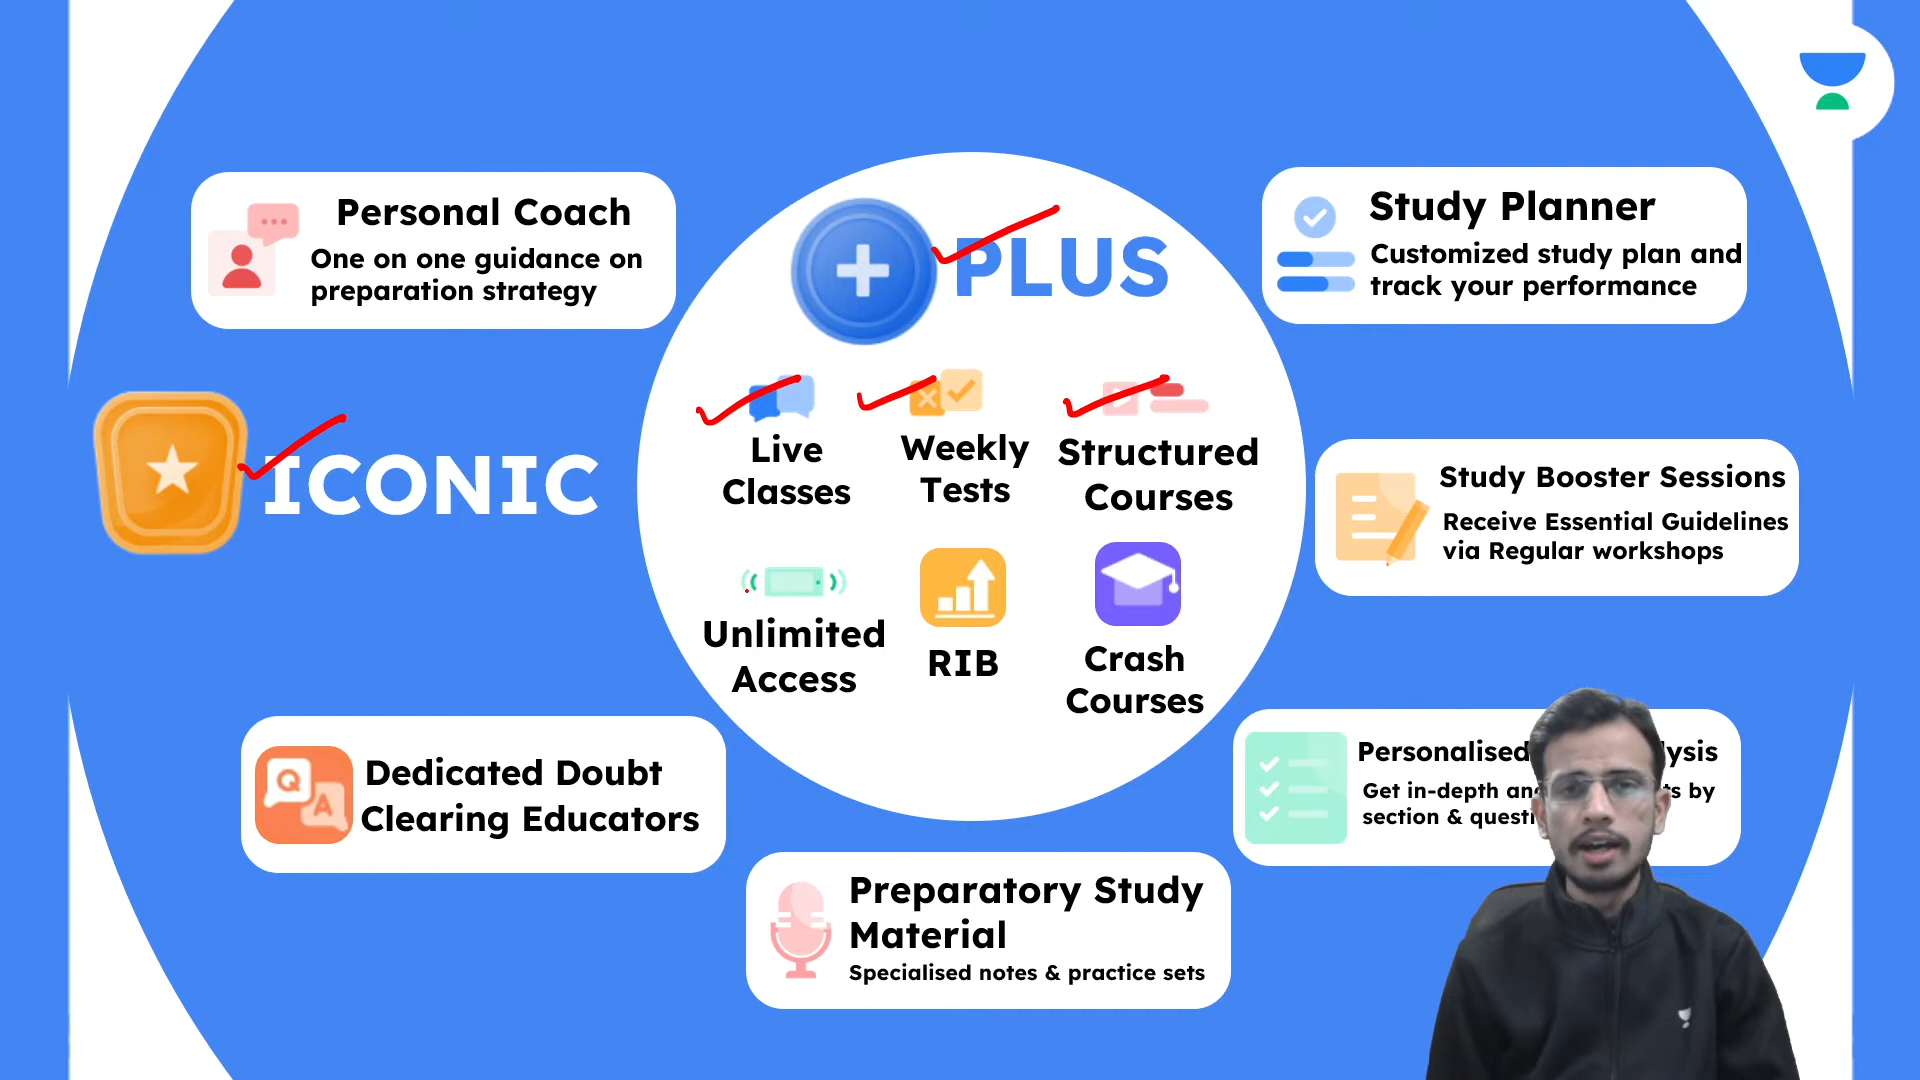 Personal Coach
One on one guidance on
preparation strategy
PLUS
Study Planner
Customized study plan and
track your performance
ICONIC
Live
Classes
Weekly
Tests
Structured
Courses
Study Booster Sessions
Receive Essential Guidelines
via Regular workshops
Unlimited
Access
RIB
Crash
Courses
Dedicated Doubt
Clearing Educators
Q
A
Personalised
Get in-depth
section &
by
Preparatory Study
Material
Specialised notes & practice sets